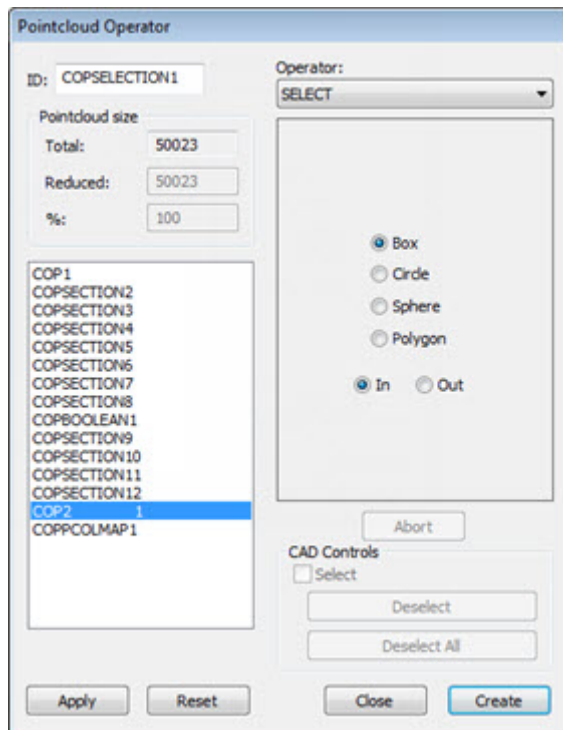 Pointcloud Operator
ID: COPSELECTION1
Operator:
SELECT
Pointcloud size
Total: 50023
Reduced: 50023
%: 100
Box
Circle
Sphere
Polygon
In Out
COP1
COPSECTION2
COPSECTION3
COPSECTION4
COPSECTION5
COPSECTION6
COPSECTION7
COPSECTION8
COPBOOLEAN1
COPSECTION9
COPSECTION10
COPSECTION11
COPSECTION12
COP2 1
COPPCOLMAP1
Abort
CAD Controls
Select
Deselect
Deselect All
Apply Reset Close Create